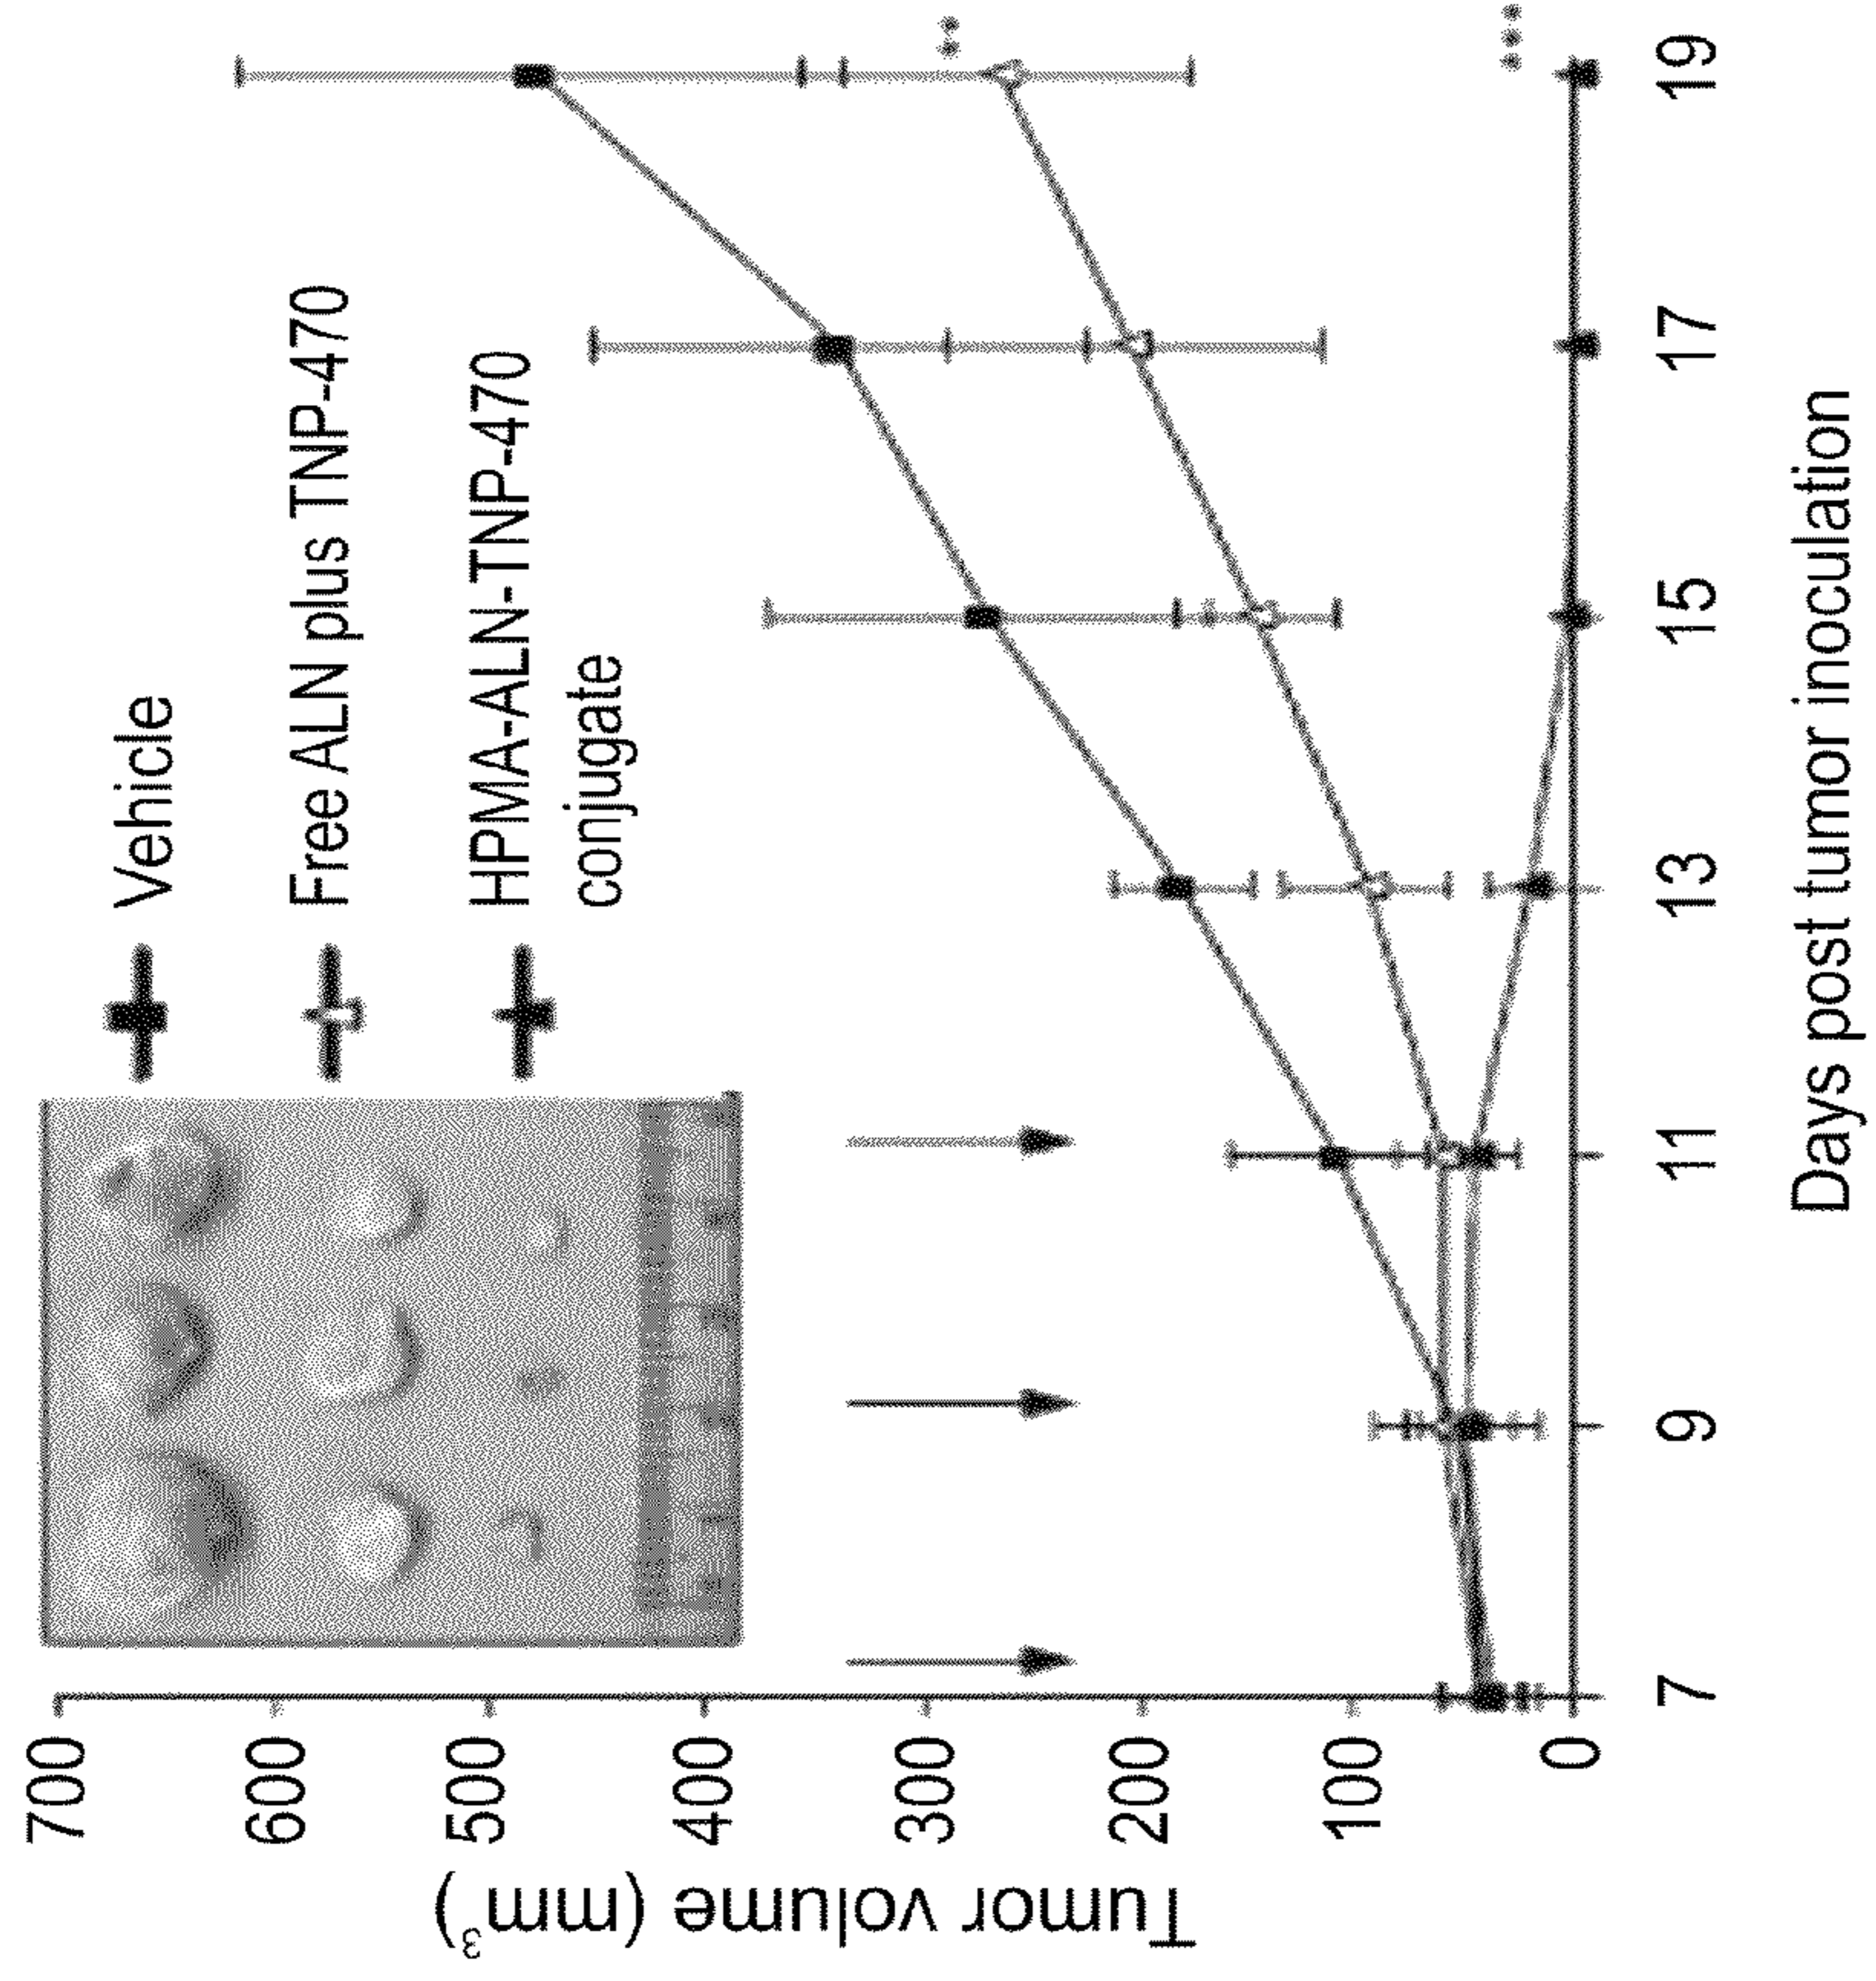 Tumor volume (mm³)
700
600
500
400
300
200
100
0
Vehicle
Free ALN plus TNP-470
HPMA-ALN-TNP-470
conjugate
**
***
7 9 11 13 15 17 19
Days post tumor inoculation